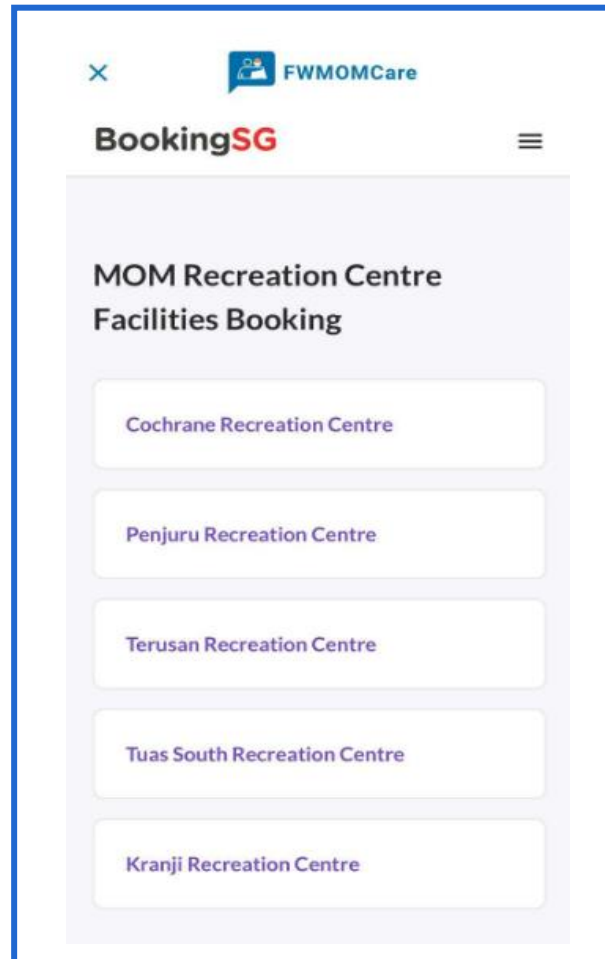 FWMOMCare
BookingSG
MOM Recreation Centre
Facilities Booking
Cochrane Recreation Centre
Penjuru Recreation Centre
Terusan Recreation Centre
Tuas South Recreation Centre
Kranji Recreation Centre